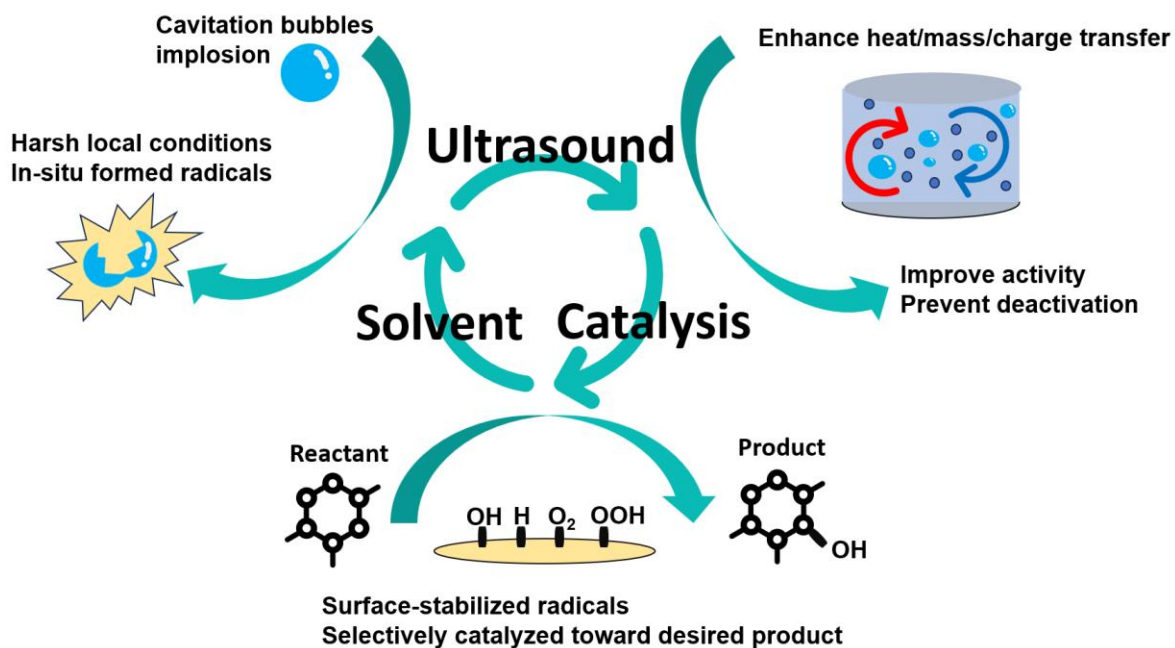 Cavitation bubbles
implosion
Enhance heat/mass/charge transfer
Harsh local conditions
In-situ formed radicals
Ultrasound
Improve activity
Prevent deactivation
Solvent
Catalysis
Reactant
Product
OH H O₂ OOH
OH
Surface-stabilized radicals
Selectively catalyzed toward desired product